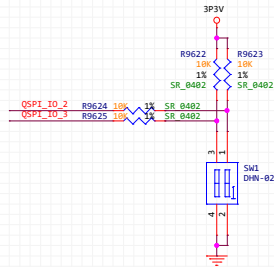 3P3V
R9622 R9623
10K 10K
1% 1%
SR_0402 SR_0402
QSPI_IO_2 R9624 10K 1% SR_0402
QSPI_IO_3 R9625 10K 1% SR_0402
3 1
SW1
DHN-02
4 2